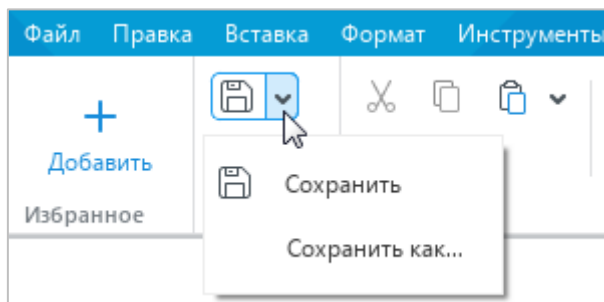 Файл Правка Вставка Формат Инструменты
Добавить
Избранное
Сохранить
Сохранить как...